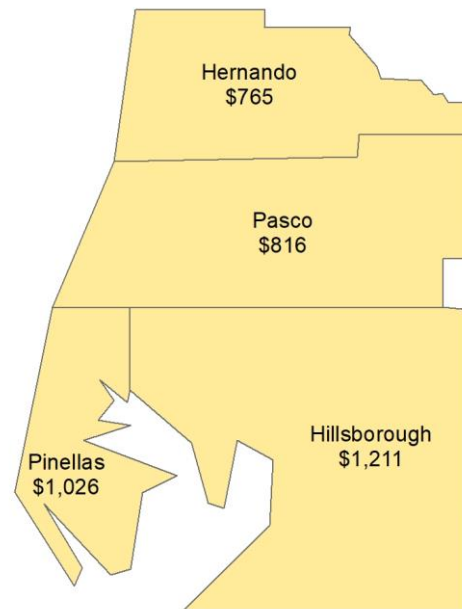 Hernando
$765
Pasco
$816
Hillsborough
$1,211
Pinellas
$1,026